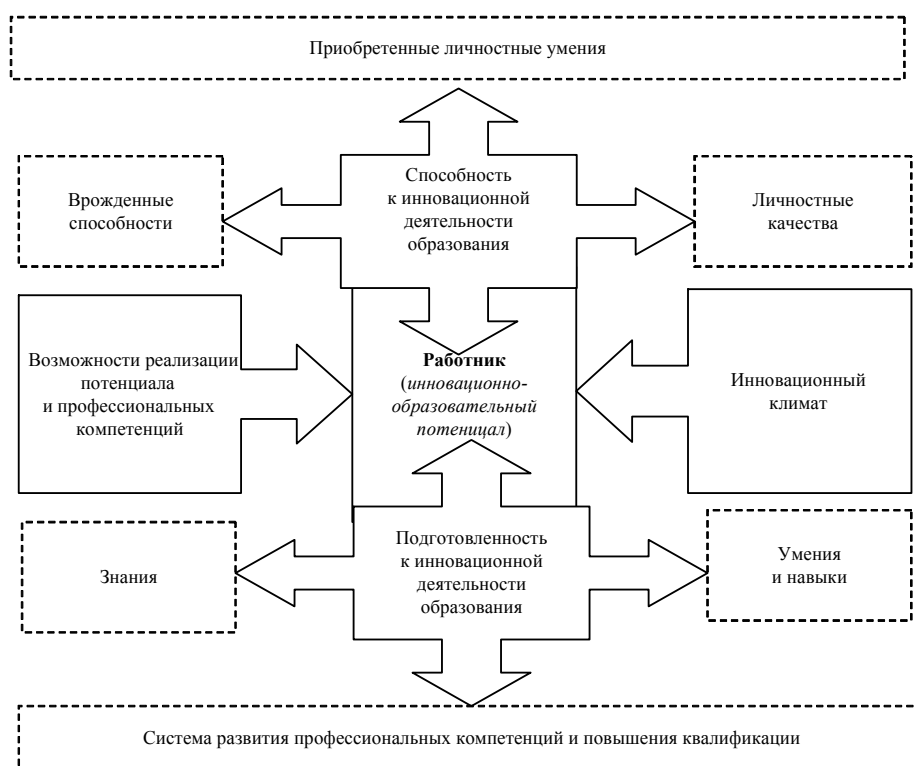 Приобретенные личностные умения
Врожденные
способности
Способность
к инновационной
деятельности
образования
Личностные
качества
Возможности реализации
потенциала
и профессиональных
компетенций
Работник
(инновационно-
образовательный
потеницал)
Инновационный
климат
Знания
Подготовленность
к инновационной
деятельности
образования
Умения
и навыки
Система развития профессиональных компетенций и повышения квалификации